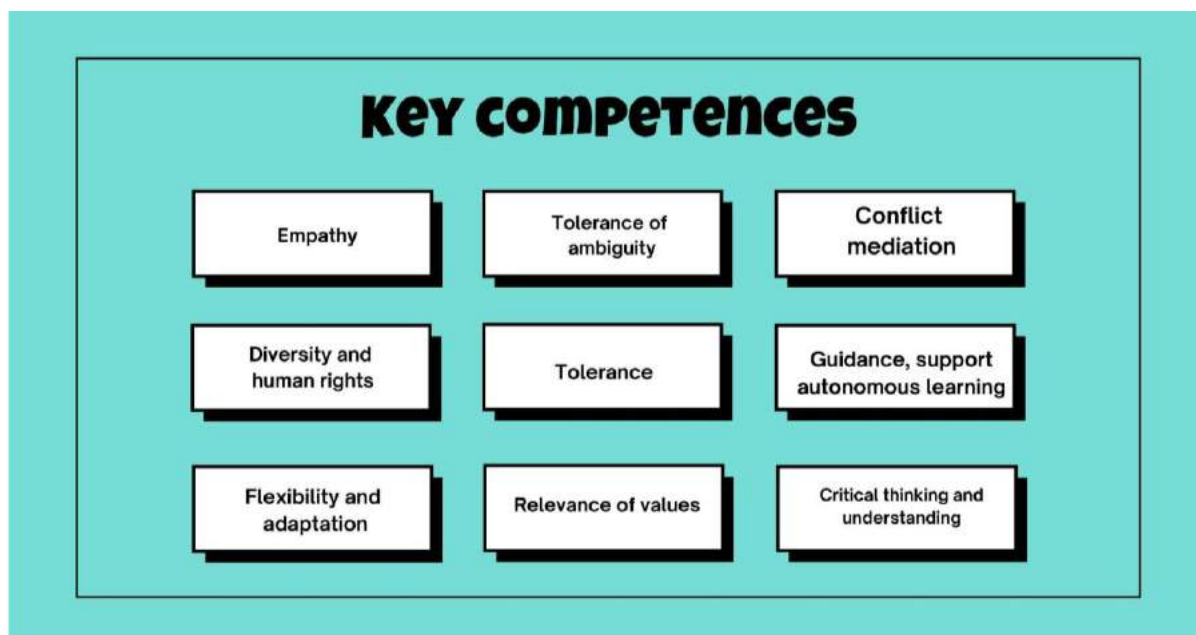 Key competences
Empathy
Tolerance of
ambiguity
Conflict
mediation
Diversity and
human rights
Tolerance
Guidance, support
autonomous learning
Flexibility and
adaptation
Relevance of values
Critical thinking and
understanding